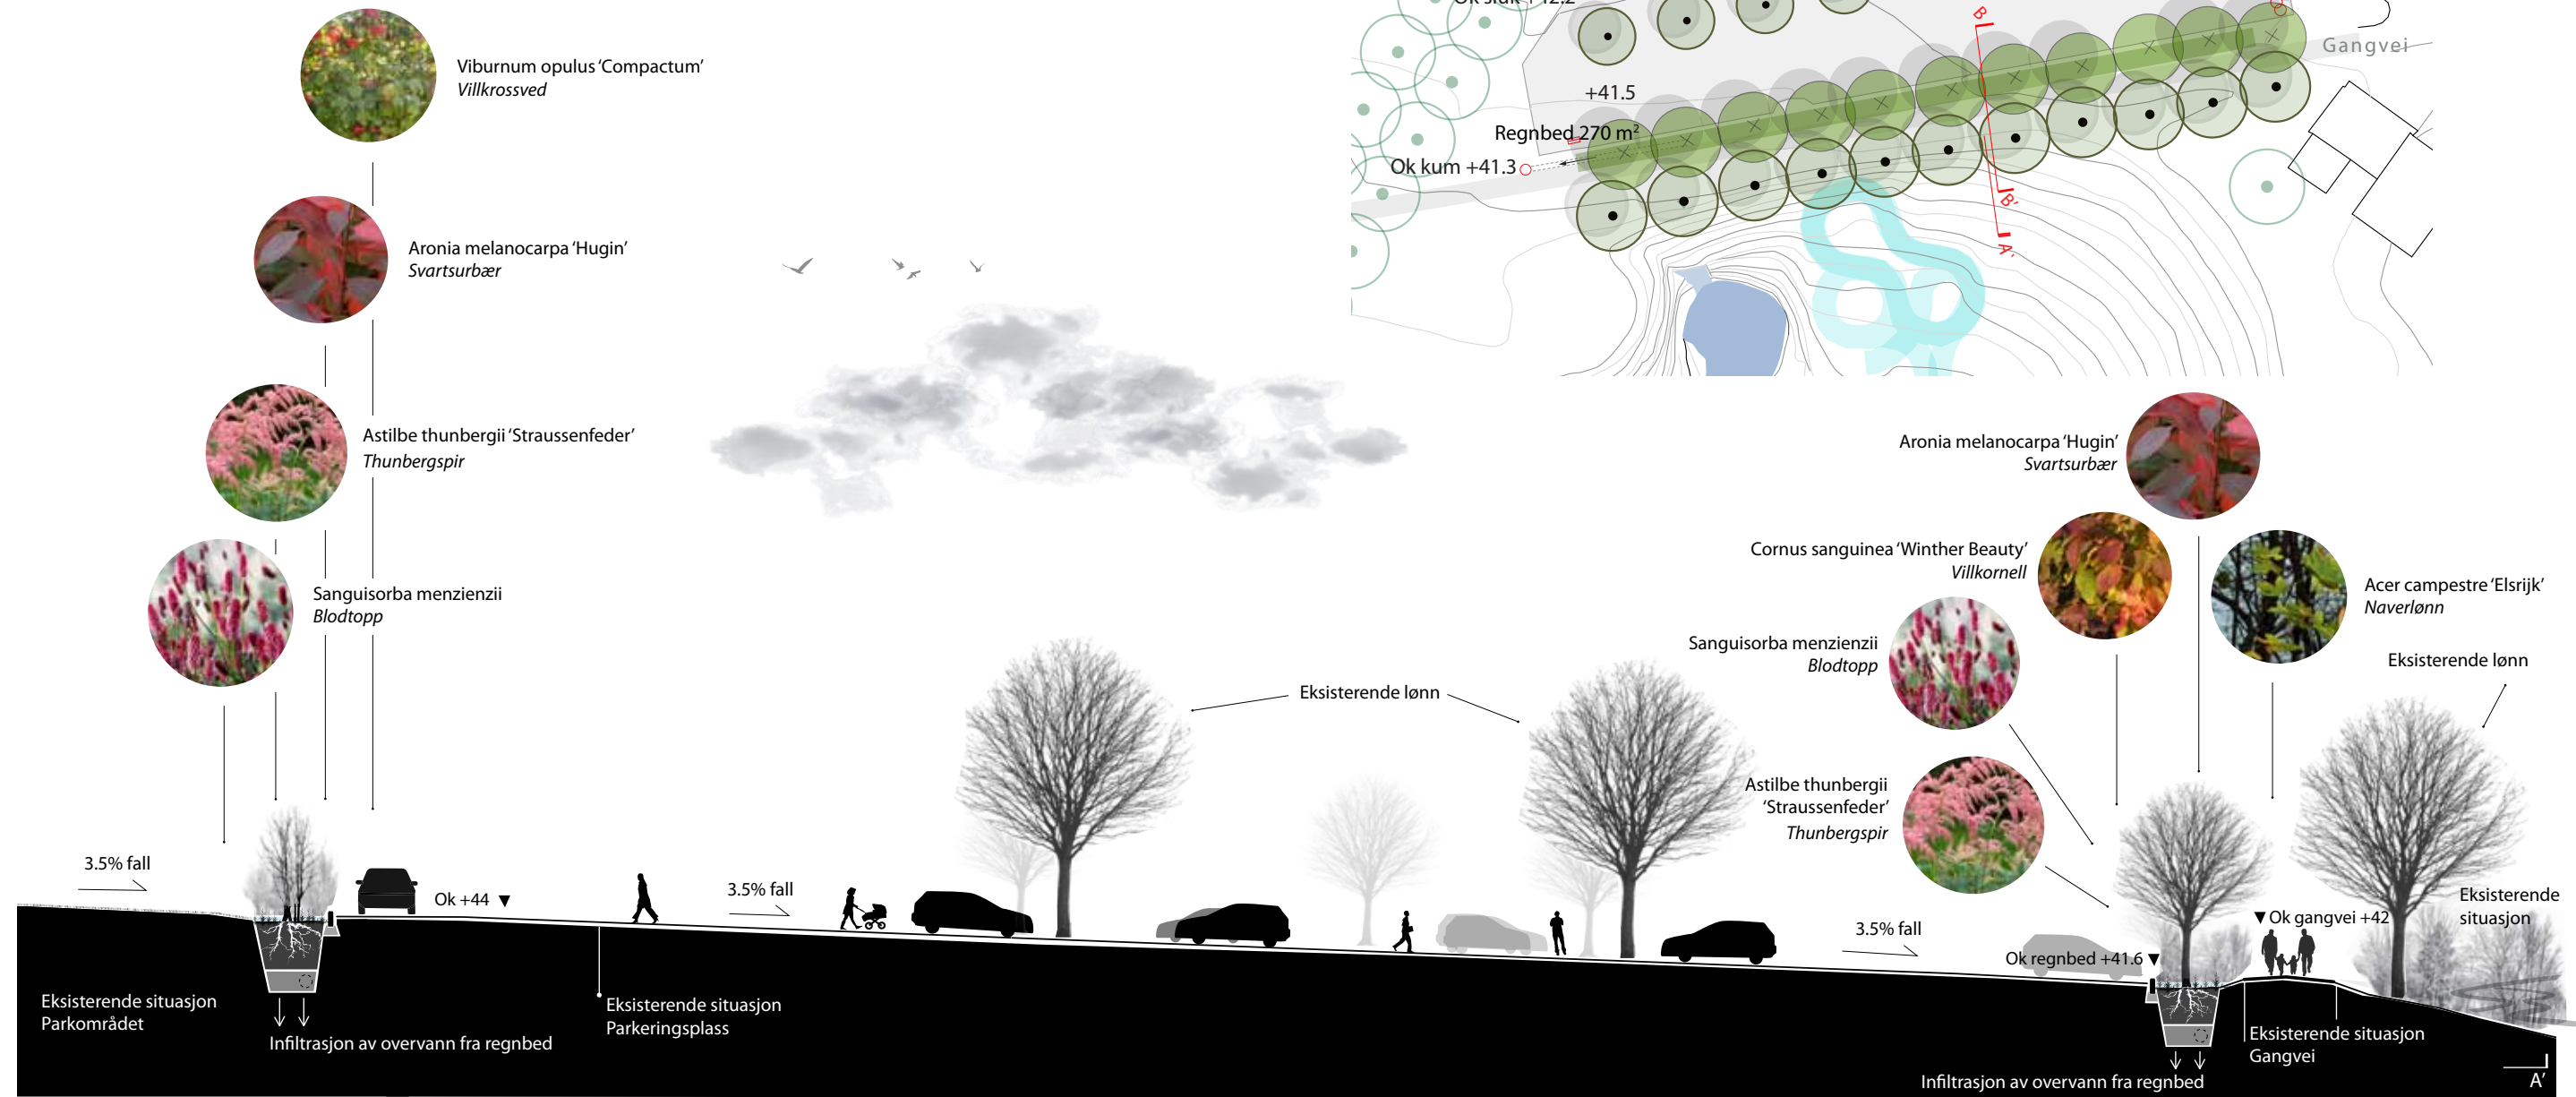 Viburnum opulus ‘Compactum’
Villkrossved
Aronia melanocarpa ‘Hugin’
Svartsurbær
Astilbe thunbergii ‘Straussenfeder’
Thunbergspir
Sanguisorba menzienzii
Blodtopp
Ok sluk +42.2
B
Gangvei
+41.5
Regnbed 270 m²
Ok kum +41.3
B’
A’
Aronia melanocarpa ‘Hugin’
Svartsurbær
Cornus sanguinea ‘Winther Beauty’
Villkornell
Acer campestre ‘Elsrijk’
Naverlønn
Sanguisorba menzienzii
Blodtopp
Eksisterende lønn
Eksisterende lønn
Astilbe thunbergii
‘Straussenfeder’
Thunbergspir
3.5% fall
Ok +44 ▼
3.5% fall
3.5% fall
Ok regnbed +41.6 ▼
▼ Ok gangvei +42
Eksisterende
situasjon
Eksisterende situasjon
Parkområdet
Infiltrasjon av overvann fra regnbed
Eksisterende situasjon
Parkeringsplass
Eksisterende situasjon
Gangvei
Infiltrasjon av overvann fra regnbed
A’